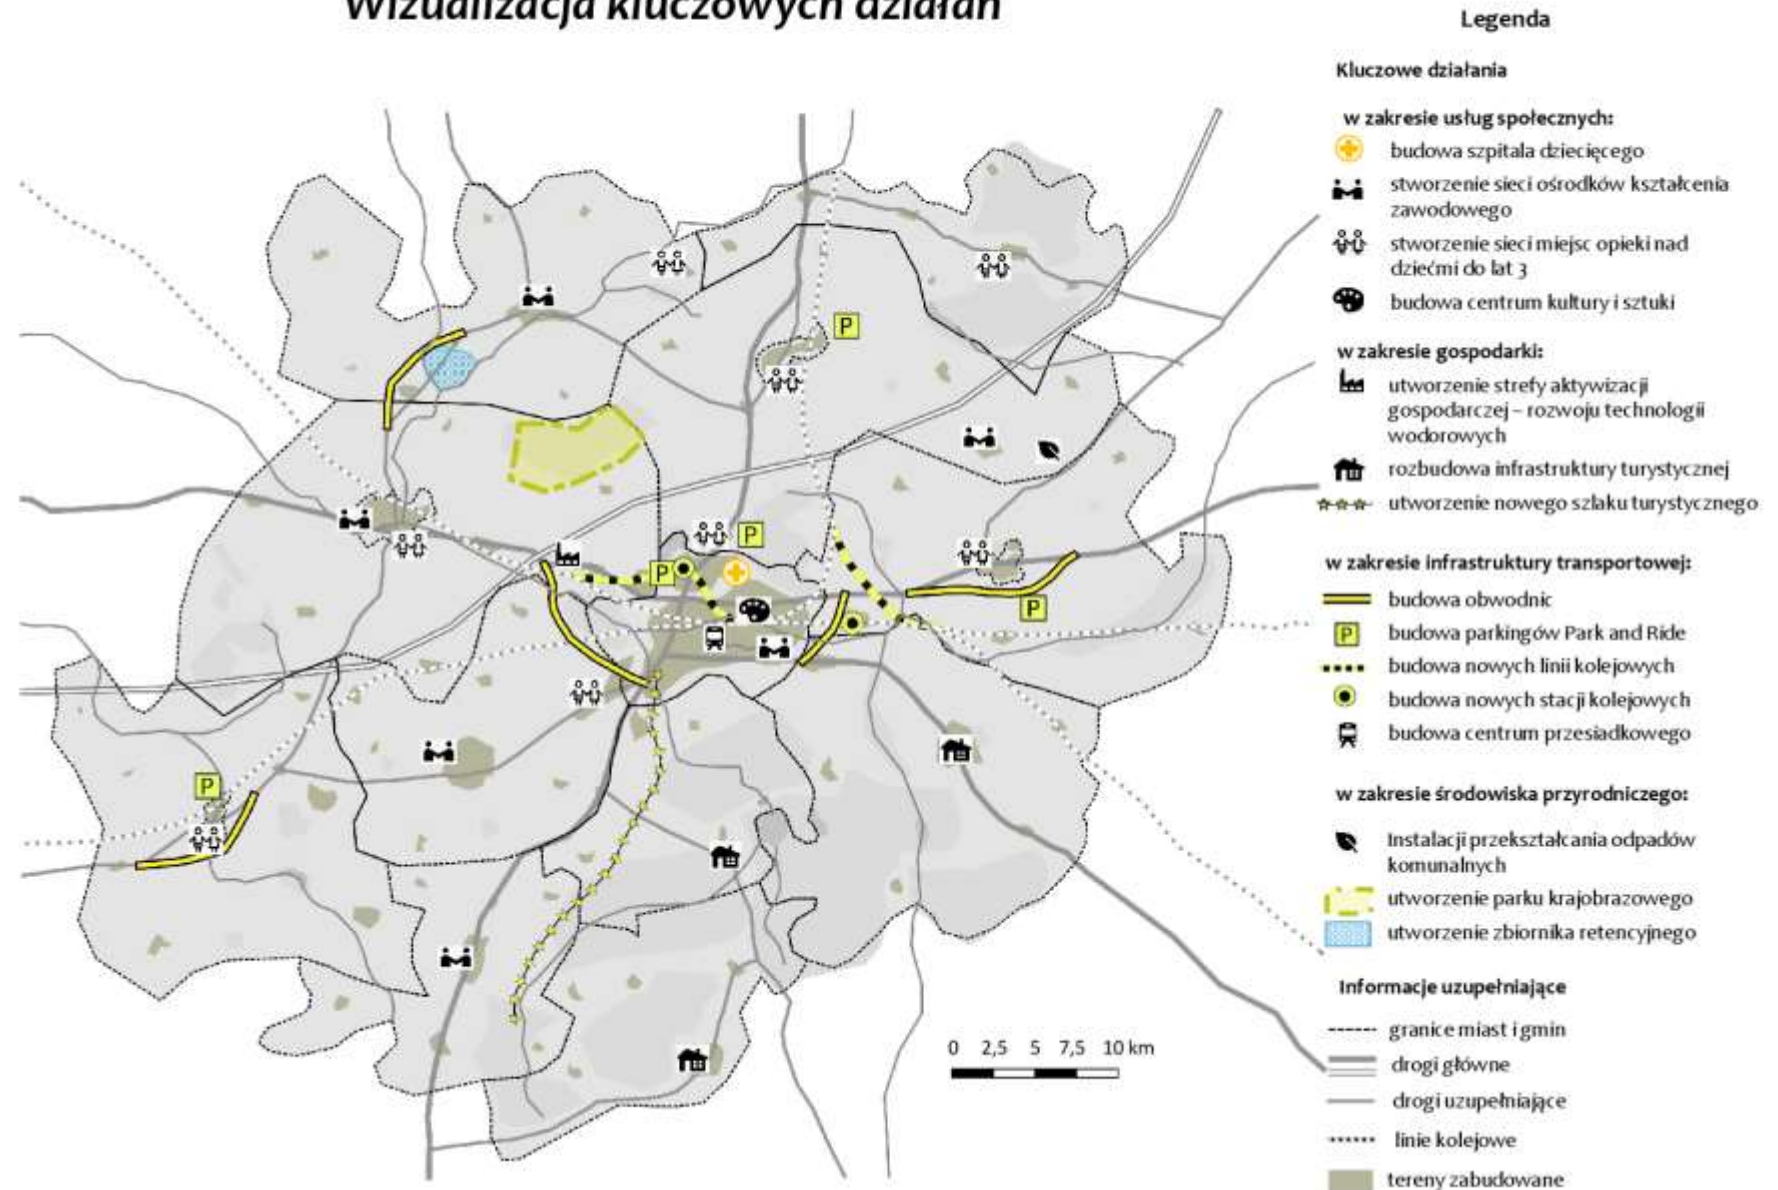 Wizualizacja kluczowych działań
Legenda
Kluczowe działania
w zakresie usług społecznych:
budowa szpitala dziecięcego
stworzenie sieci ośrodków kształcenia
zawodowego
stworzenie sieci miejsc opieki nad
dziećmi do lat 3
budowa centrum kultury i sztuki
w zakresie gospodarki:
utworzenie strefy aktywizacji
gospodarczej – rozwoju technologii
wodorowych
rozbudowa infrastruktury turystycznej
utworzenie nowego szlaku turystycznego
w zakresie infrastruktury transportowej:
budowa obwodnic
P budowa parkingów Park and Ride
budowa nowych linii kolejowych
budowa nowych stacji kolejowych
budowa centrum przesiadkowego
w zakresie środowiska przyrodniczego:
Instalacji przekształcania odpadów
komunalnych
utworzenie parku krajobrazowego
utworzenie zbiornika retencyjnego
Informacje uzupełniające
granice miast i gmin
drogi główne
drogi uzupełniające
linie kolejowe
tereny zabudowane
P
P
P
P
P
0 2,5 5 7,5 10 km